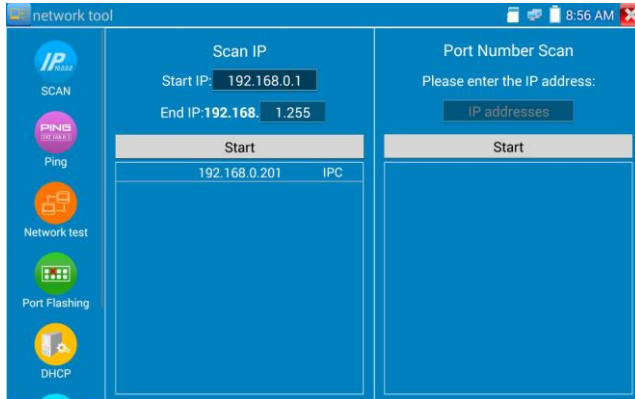 network tool
8:56 AM
IP
SCAN
PING
Ping
Network test
Port Flashing
DHCP
Scan IP
Start IP: 192.168.0.1
End IP:192.168. 1.255
Start
192.168.0.201 IPC
Port Number Scan
Please enter the IP address:
IP addresses
Start